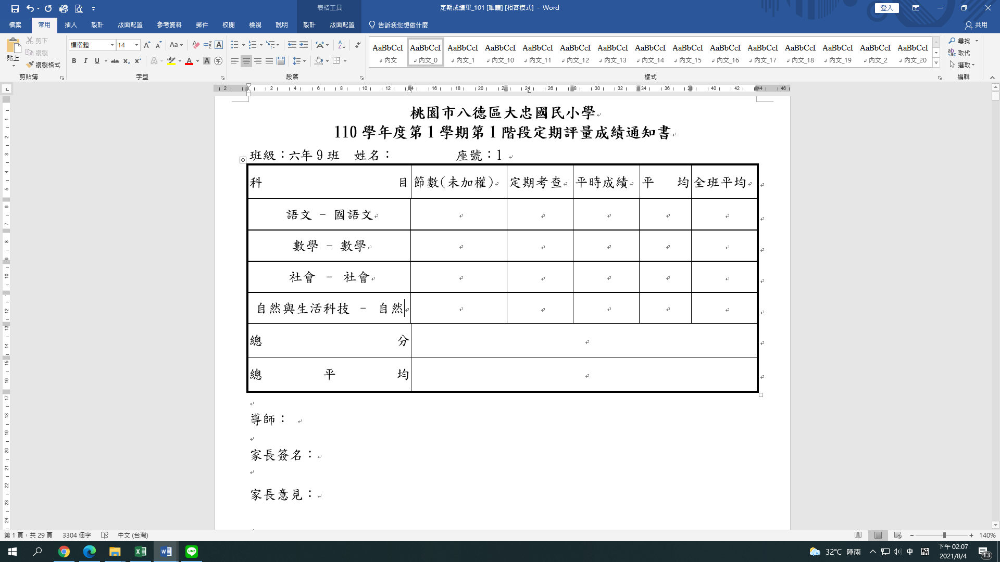 表格工具
定期成績單_101 [唯讀] [相容模式] - Word
登入
檔案 常用 插入 設計 版面配置 參考資料 郵件 校閱 檢視 說明 設計 版面配置 告訴我您想做什麼 共用
貼上 剪下 複製 複製格式
標楷體 14
AaBbCcI AaBbCcI AaBbCcI AaBbCcI AaBbCcI AaBbCcI AaBbCcI AaBbCcI AaBbCcI AaBbCcI AaBbCcI AaBbCcI AaBbCcI AaBbCcI AaBbCcI
內文 內文_0 內文_1 內文_10 內文_11 內文_12 內文_13 內文_14 內文_15 內文_16 內文_17 內文_18 內文_19 內文_2 內文_20
尋找
取代
選取
剪貼簿 字型 段落 樣式 編輯
桃園市八德區大忠國民小學
110 學年度第 1 學期第 1 階段定期評量成績通知書
班級：六年 9 班 姓名： 座號：1
科 目 節數(未加權) 定期考查 平時成績 平 均 全班平均
語文 - 國語文
數學 - 數學
社會 - 社會
自然與生活科技 - 自然
總 分
總 平 均
導師：
家長簽名：
家長意見：
第 1 頁，共 29 頁 3304 個字 中文 (台灣) 140%
32°C 陣雨 中 酷 下午 02:07
2021/8/4 13